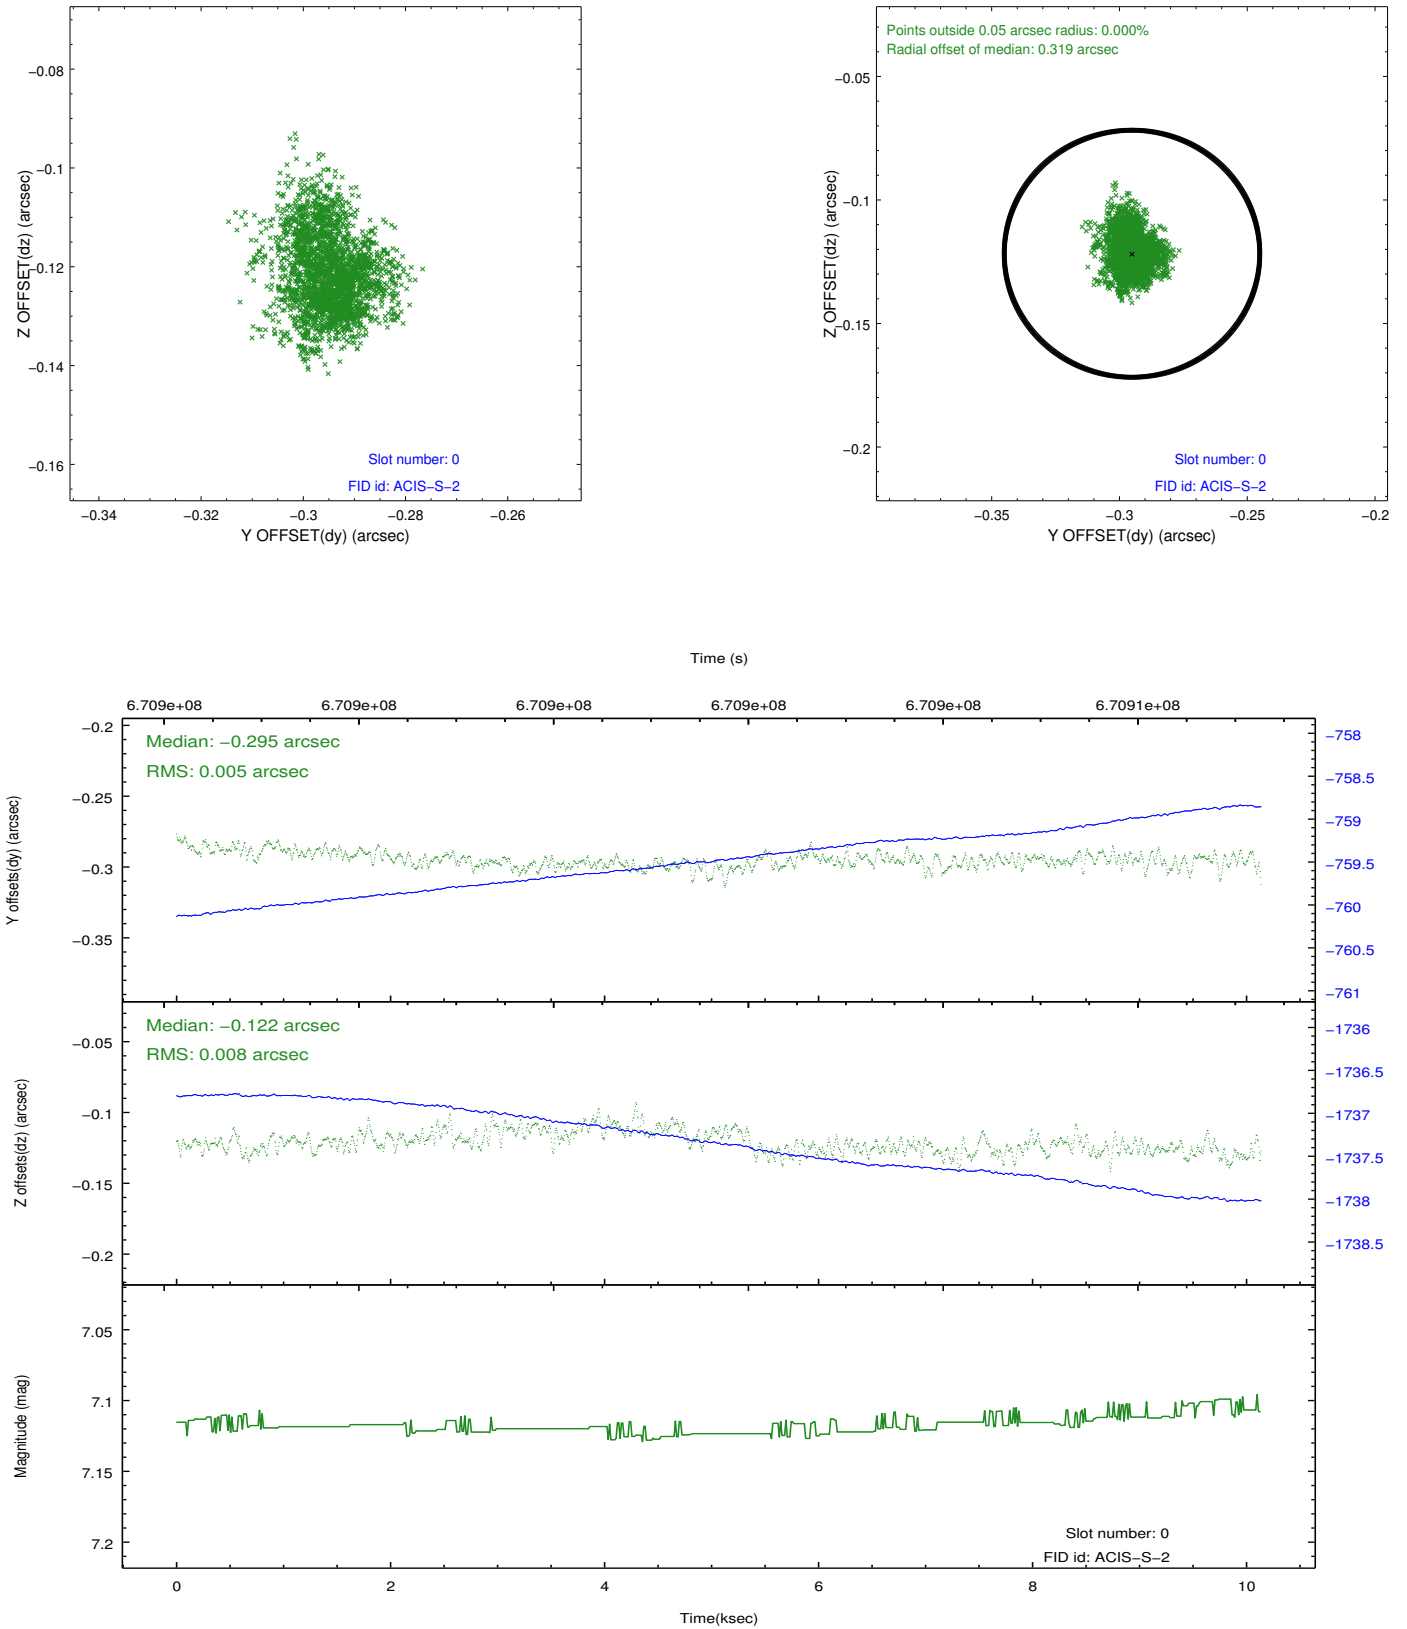 Z OFFSET(dz) (arcsec)
−0.08
−0.1
−0.12
−0.14
−0.16
Slot number: 0
FID id: ACIS−S−2
−0.34 −0.32 −0.3 −0.28 −0.26
Y OFFSET(dy) (arcsec)
Points outside 0.05 arcsec radius: 0.000%
Radial offset of median: 0.319 arcsec
Z OFFSET(dz) (arcsec)
−0.05
−0.1
−0.15
−0.2
Slot number: 0
FID id: ACIS−S−2
−0.35 −0.3 −0.25 −0.2
Y OFFSET(dy) (arcsec)
Time (s)
6.709e+08 6.709e+08 6.709e+08 6.709e+08 6.709e+08 6.7091e+08
Y offsets(dy) (arcsec)
−0.2
−0.25
−0.3
−0.35
Median: −0.295 arcsec
RMS: 0.005 arcsec
−758
−758.5
−759
−759.5
−760
−760.5
−761
Z offsets(dz) (arcsec)
−0.05
−0.1
−0.15
−0.2
Median: −0.122 arcsec
RMS: 0.008 arcsec
−1736
−1736.5
−1737
−1737.5
−1738
−1738.5
Magnitude (mag)
7.05
7.1
7.15
7.2
Slot number: 0
FID id: ACIS−S−2
0 2 4 6 8 10
Time(ksec)